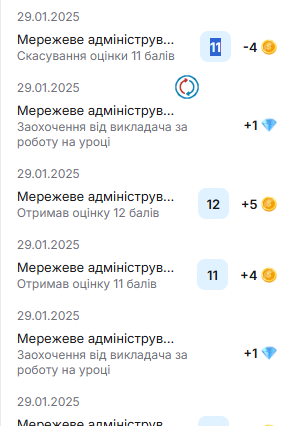 29.01.2025
Мережеве адмініструв...
Скасування оцінки 11 балів
11
-4
29.01.2025
Мережеве адмініструв...
Заохочення від викладача за
роботу на уроці
+1
29.01.2025
Мережеве адмініструв...
Отримав оцінку 12 балів
12
+5
29.01.2025
Мережеве адмініструв...
Отримав оцінку 11 балів
11
+4
29.01.2025
Мережеве адмініструв...
Заохочення від викладача за
роботу на уроці
+1
29.01.2025
Мережеве адмініструв...